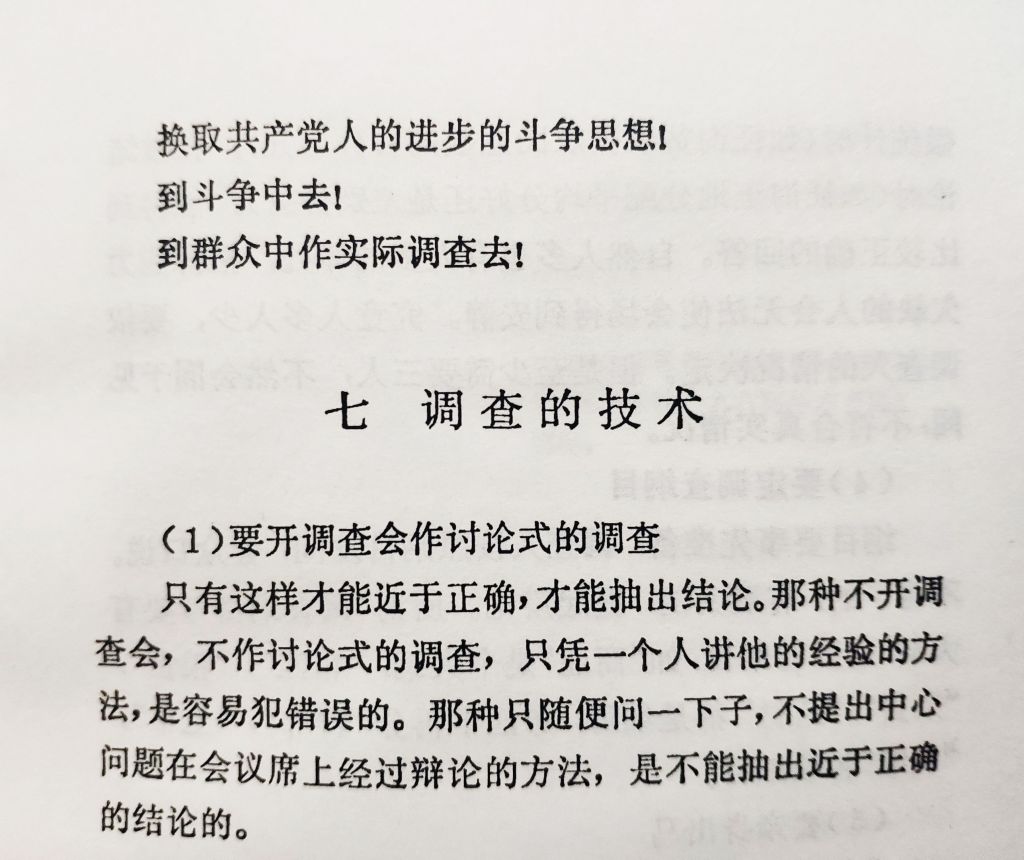 换取共产党人的进步的斗争思想!
到斗争中去!
到群众中作实际调查去!
七 调查的技术
(1)要开调查会作讨论式的调查
只有这样才能近于正确,才能抽出结论。那种不开调
查会，不作讨论式的调查，只凭一个人讲他的经验的方
法,是容易犯错误的。那种只随便问一下子,不提出中心
问题在会议席上经过辩论的方法，是不能抽出近于正确
的结论的。